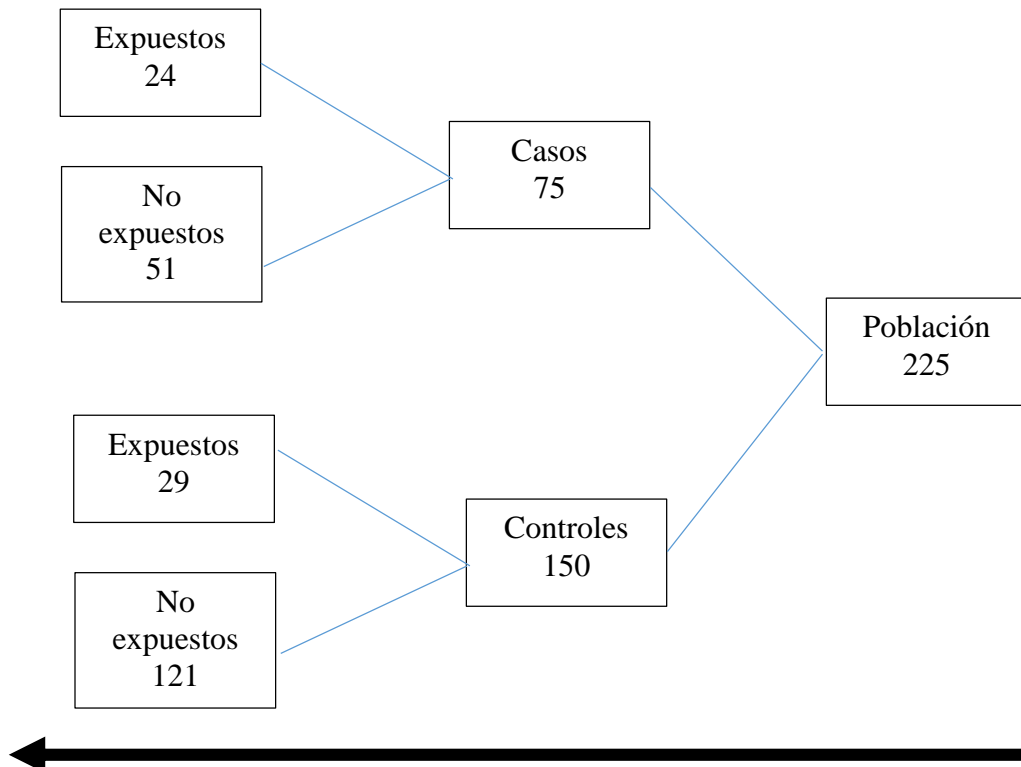 Expuestos
24
No
expuestos
51
Casos
75
Población
225
Expuestos
29
No
expuestos
121
Controles
150